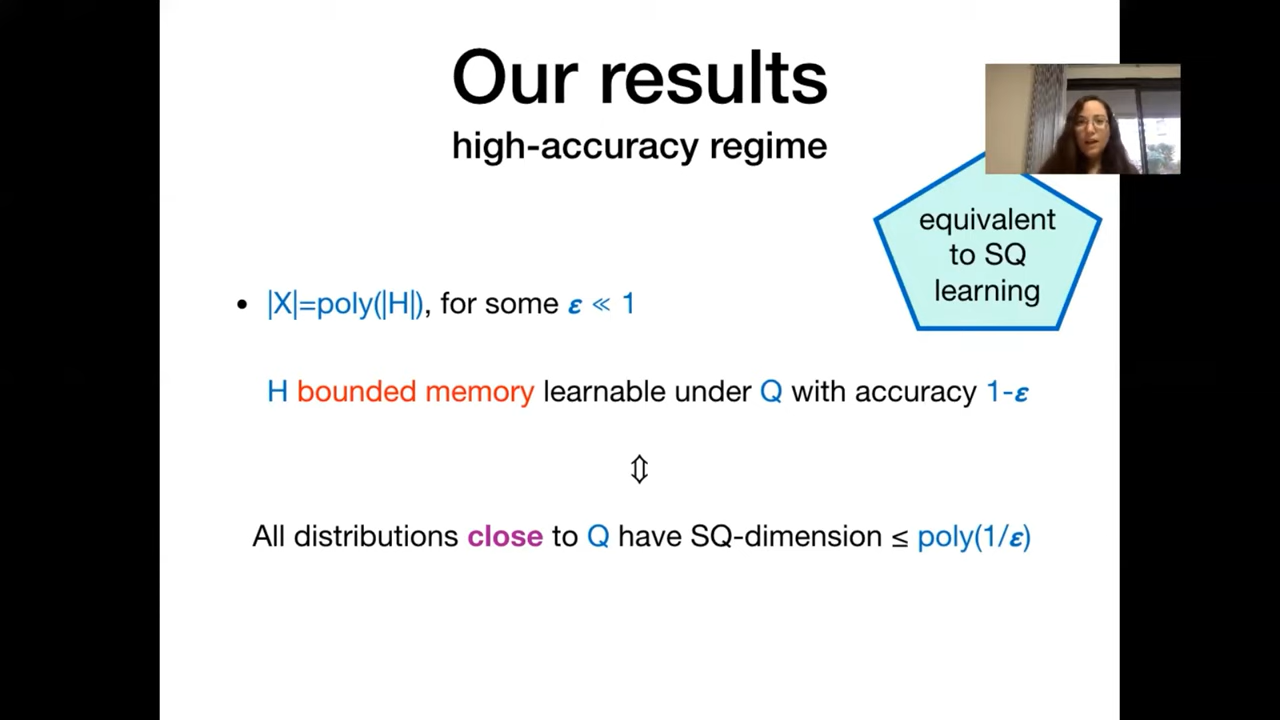 Our results
high-accuracy regime
equivalent
to SQ
learning
• |X|=poly(|H|), for some ε ≪ 1
H bounded memory learnable under Q with accuracy 1-ε
⇕
All distributions close to Q have SQ-dimension ≤ poly(1/ε)